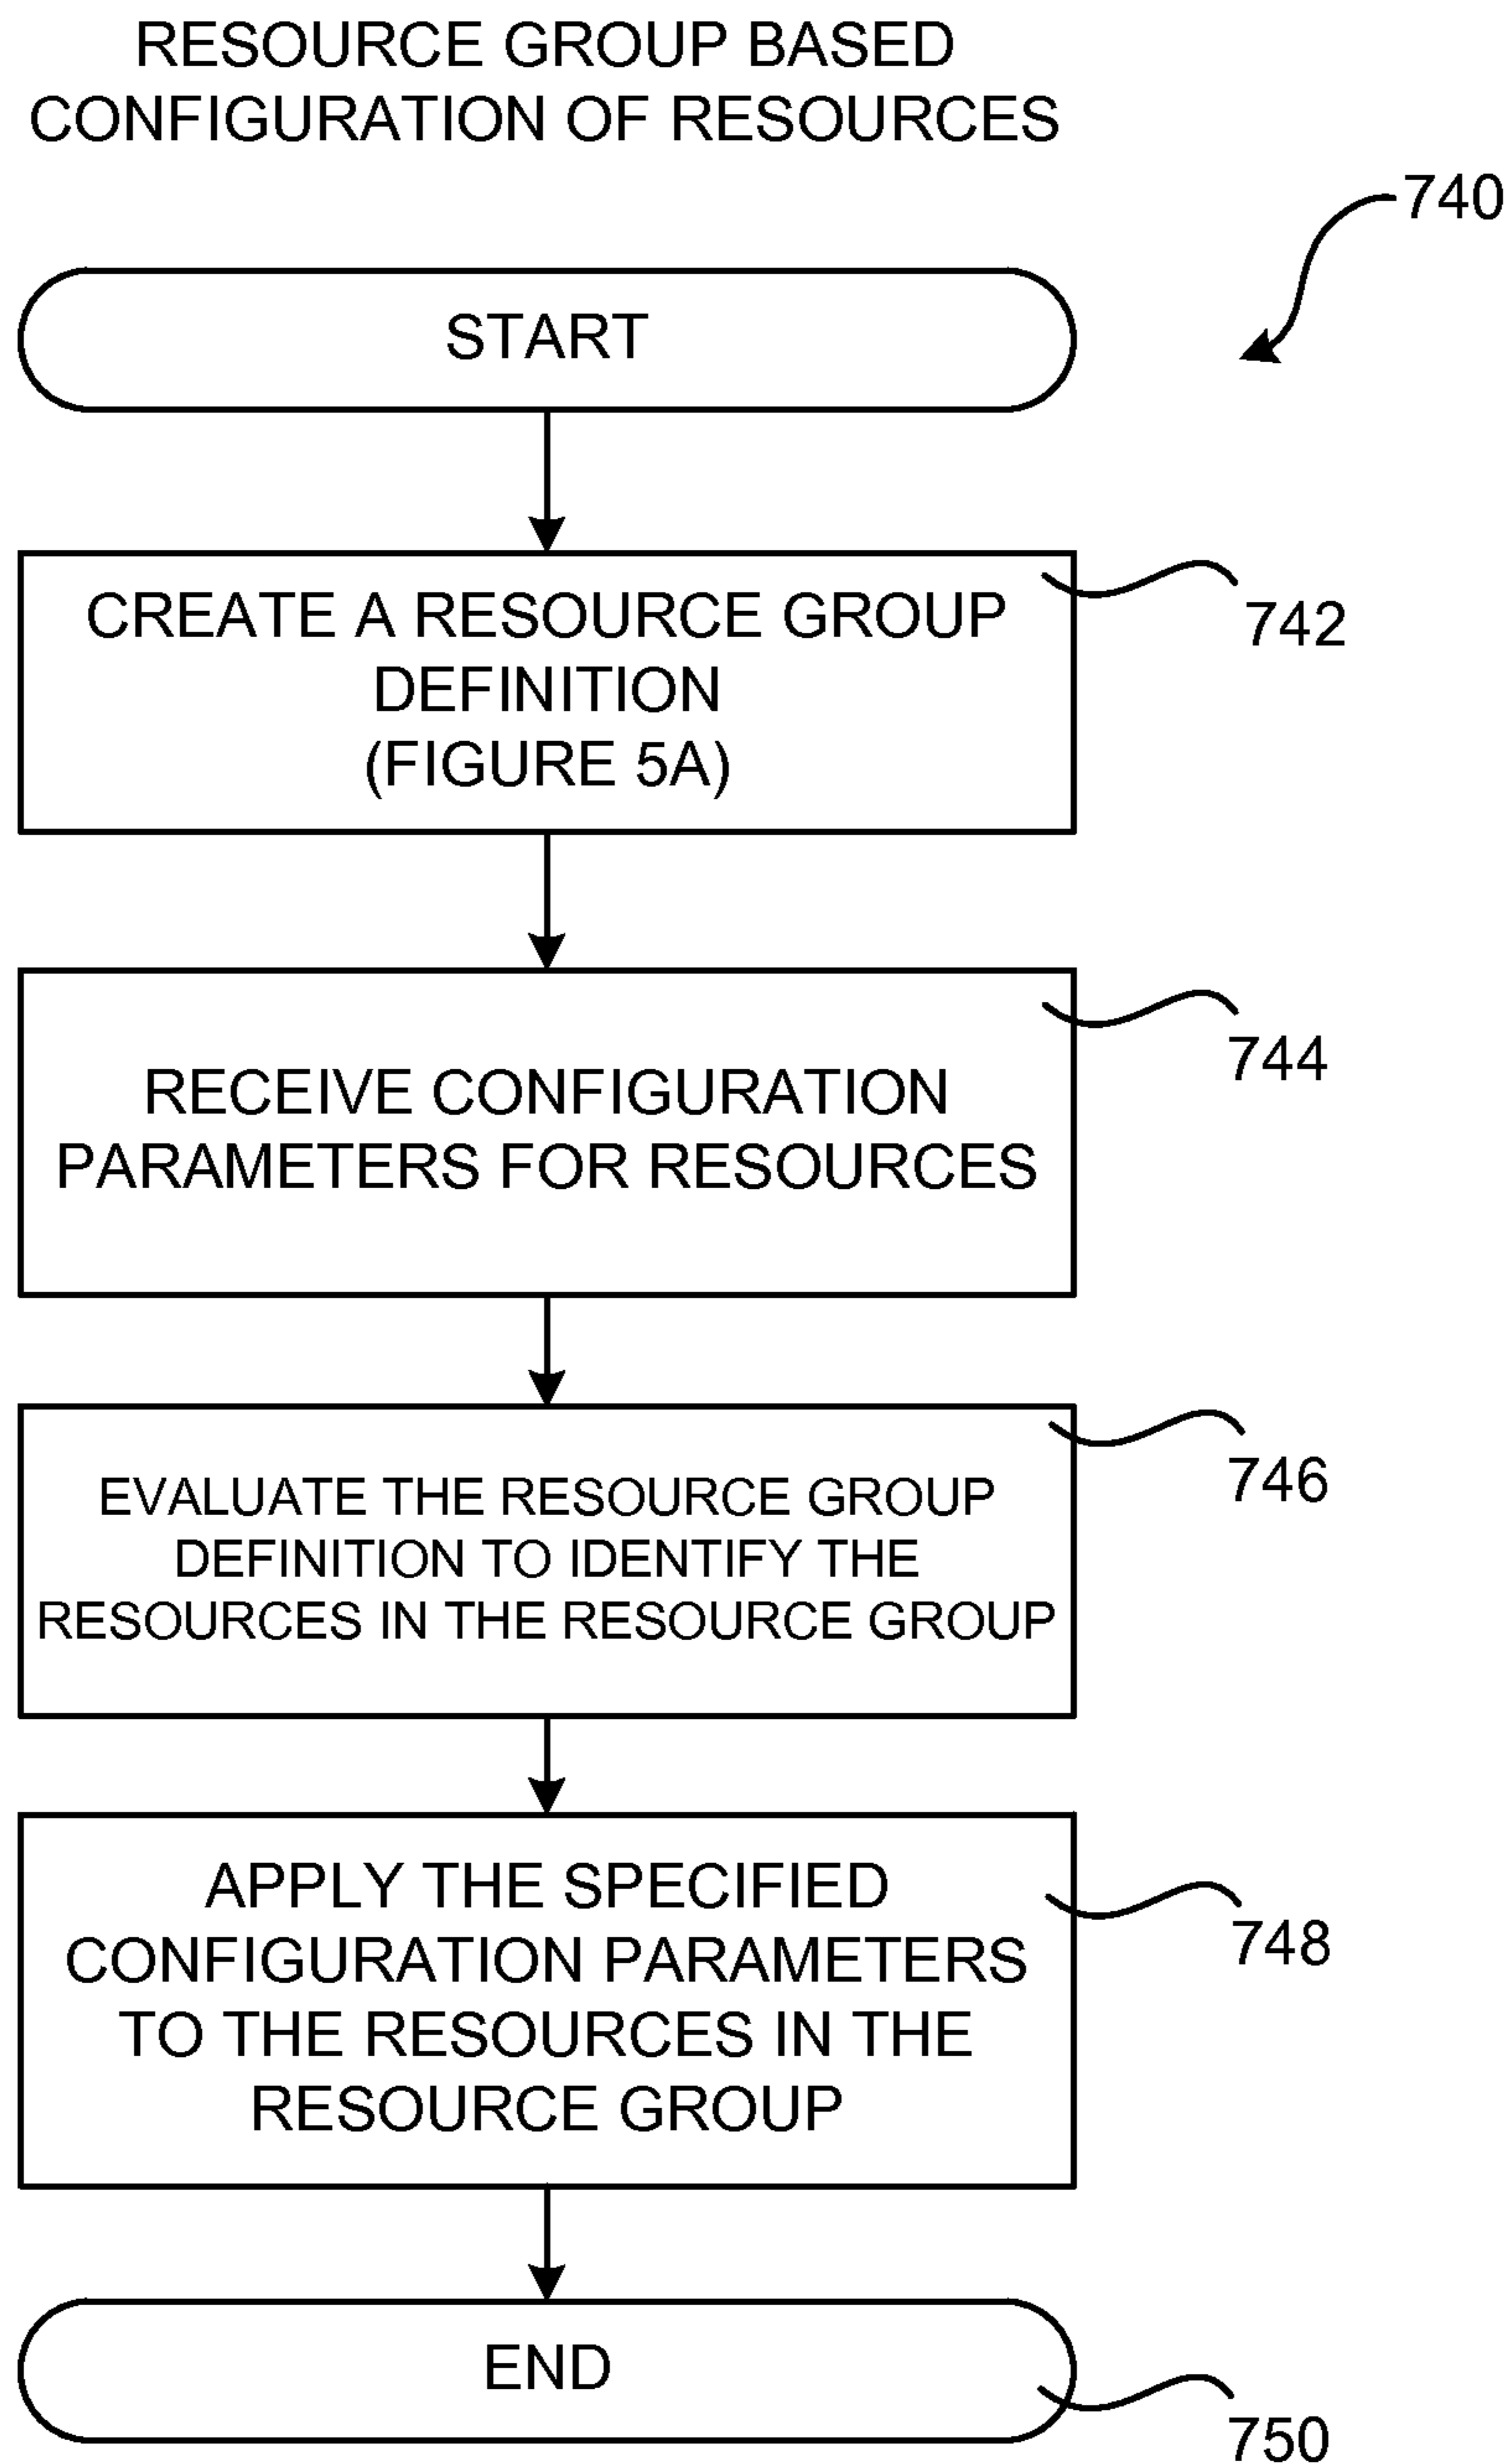 RESOURCE GROUP BASED
CONFIGURATION OF RESOURCES
740
START
CREATE A RESOURCE GROUP
DEFINITION
(FIGURE 5A)
742
RECEIVE CONFIGURATION
PARAMETERS FOR RESOURCES
744
EVALUATE THE RESOURCE GROUP
DEFINITION TO IDENTIFY THE
RESOURCES IN THE RESOURCE GROUP
746
APPLY THE SPECIFIED
CONFIGURATION PARAMETERS
TO THE RESOURCES IN THE
RESOURCE GROUP
748
END
750